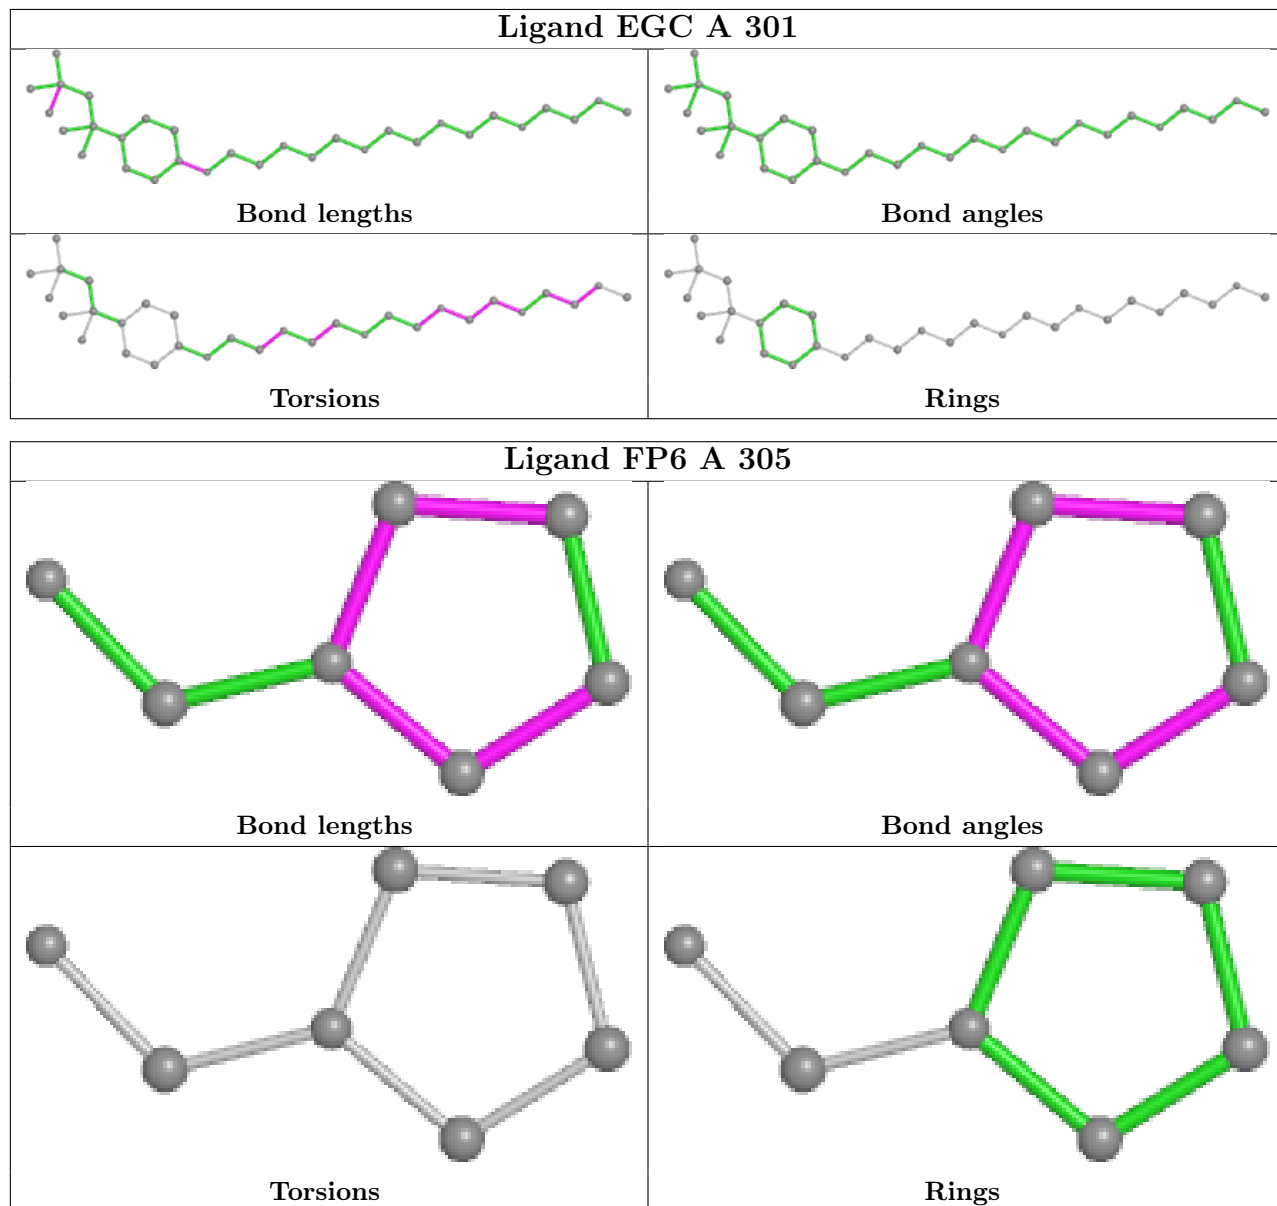 Ligand EGC A 301
Bond lengths
Bond angles
Torsions
Rings
Ligand FP6 A 305
Bond lengths
Bond angles
Torsions
Rings